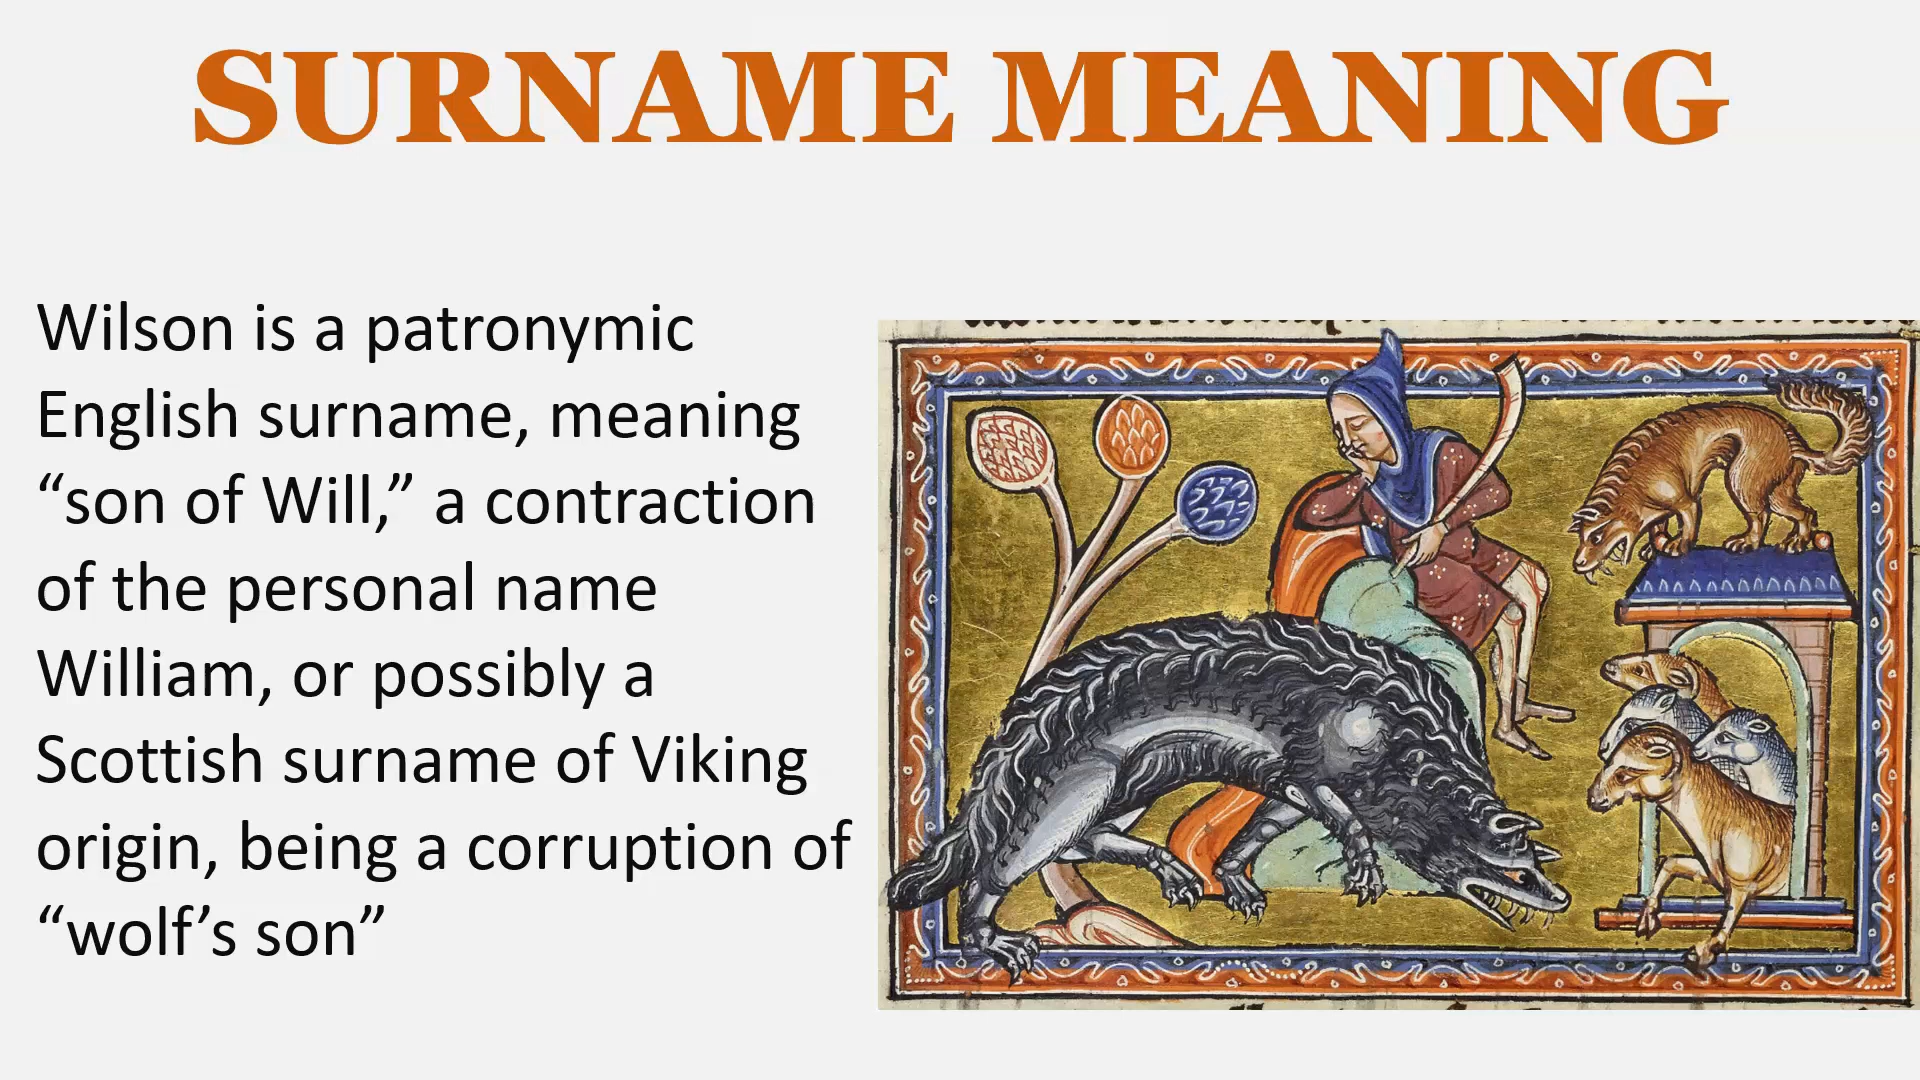 SURNAME MEANING
Wilson is a patronymic
English surname, meaning
“son of Will,” a contraction
of the personal name
William, or possibly a
Scottish surname of Viking
origin, being a corruption of
“wolf’s son”